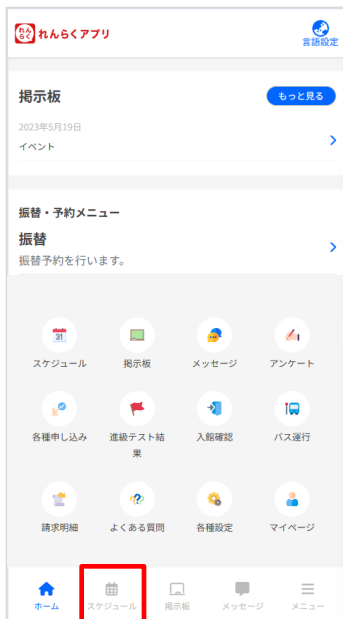 れんらく れんらくアプリ
言語設定
掲示板
もっと見る
2023年5月19日
イベント
振替・予約メニュー
振替
振替予約を行います。
31
スケジュール 掲示板 メッセージ アンケート
各種申し込み 進級テスト結 入館確認 バス運行
果
請求明細 よくある質問 各種設定 マイページ
ホーム スケジュール 掲示板 メッセージ メニュー